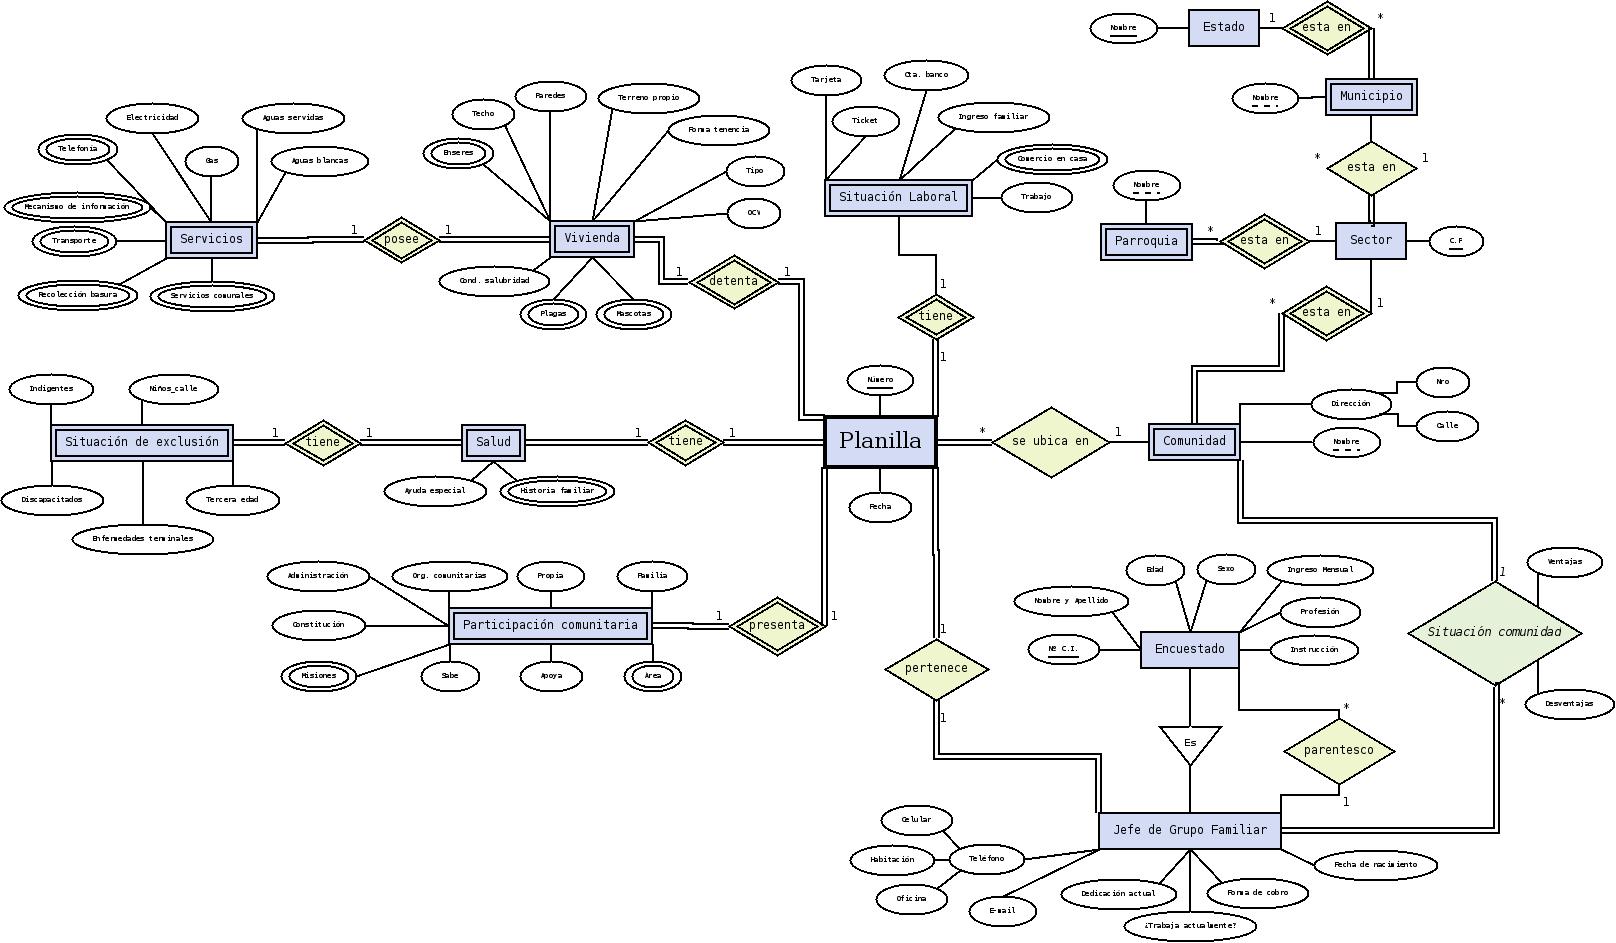 Nombre
Estado
1
esta en
*
Nombre
Municipio
*
esta en
1
Nombre
Parroquia
*
esta en
1
Sector
C.P
*
esta en
1
Tarjeta
Cta. banco
Ticket
Ingreso familiar
Comercio en casa
Situación Laboral
Trabajo
1
tiene
1
Electricidad
Aguas servidas
Telefonía
Gas
Aguas blancas
Mecanismo de información
Servicios
Transporte
Recolección basura
Servicios comunales
1
posee
1
Techo
Paredes
Terreno propio
Forma tenencia
Enseres
Tipo
OCV
Vivienda
Cond. salubridad
Plagas
Mascotas
1
detenta
1
Indigentes
Niños_calle
Situación de exclusión
Discapacitados
Tercera edad
Enfermedades terminales
1
tiene
1
Salud
Ayuda especial
Historia familiar
1
tiene
1
Número
Planilla
Fecha
*
se ubica en
1
Comunidad
Dirección
Nro
Calle
Nombre
Administración
Org. comunitarias
Propia
Familia
Constitución
Participación comunitaria
Misiones
Sabe
Apoya
Area
1
presenta
1
1
pertenece
1
Edad
Sexo
Ingreso Mensual
Nombre y Apellido
Profesión
Nº C.I.
Encuestado
Instrucción
Es
*
parentesco
1
1
Ventajas
Situación comunidad
Desventajas
*
Jefe de Grupo Familiar
Celular
Habitación
Teléfono
Oficina
E-mail
Dedicación actual
¿Trabaja actualmente?
Forma de cobro
Fecha de nacimiento